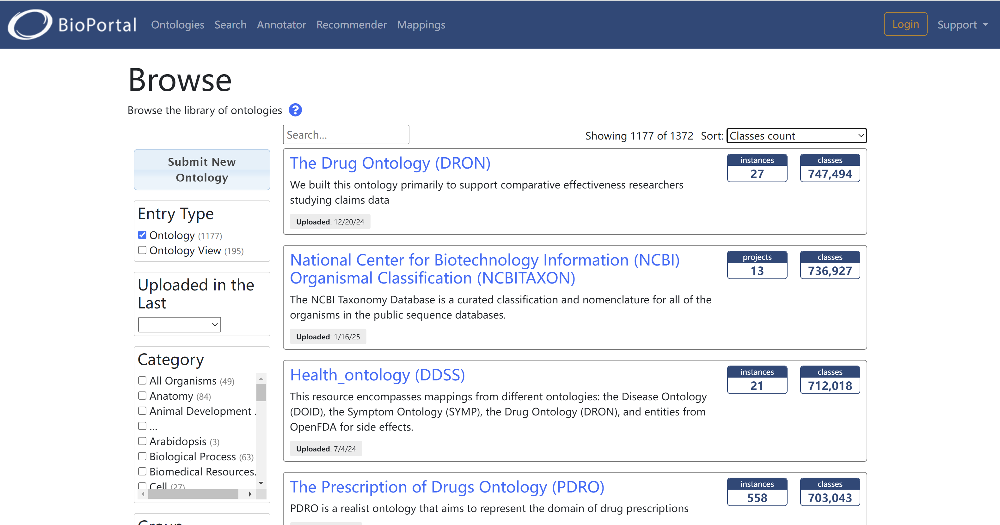 BioPortal Ontologies Search Annotator Recommender Mappings Login Support
Browse
Browse the library of ontologies ?
Search...
Showing 1177 of 1372 Sort: Classes count
Submit New
Ontology
Entry Type
Ontology (1177)
Ontology View (195)
Uploaded in the
Last
Category
All Organisms (49)
Anatomy (84)
Animal Development .
...
Arabidopsis (3)
Biological Process (63)
Biomedical Resources.
Cell (27)
Group
The Drug Ontology (DRON)
We built this ontology primarily to support comparative effectiveness researchers
studying claims data
Uploaded: 12/20/24
instances
27
classes
747,494
National Center for Biotechnology Information (NCBI)
Organismal Classification (NCBITAXON)
The NCBI Taxonomy Database is a curated classification and nomenclature for all of the
organisms in the public sequence databases.
Uploaded: 1/16/25
projects
13
classes
736,927
Health_ontology (DDSS)
This resource encompasses mappings from different ontologies: the Disease Ontology
(DOID), the Symptom Ontology (SYMP), the Drug Ontology (DRON), and entities from
OpenFDA for side effects.
Uploaded: 7/4/24
instances
21
classes
712,018
The Prescription of Drugs Ontology (PDRO)
PDRO is a realist ontology that aims to represent the domain of drug prescriptions
instances
558
classes
703,043